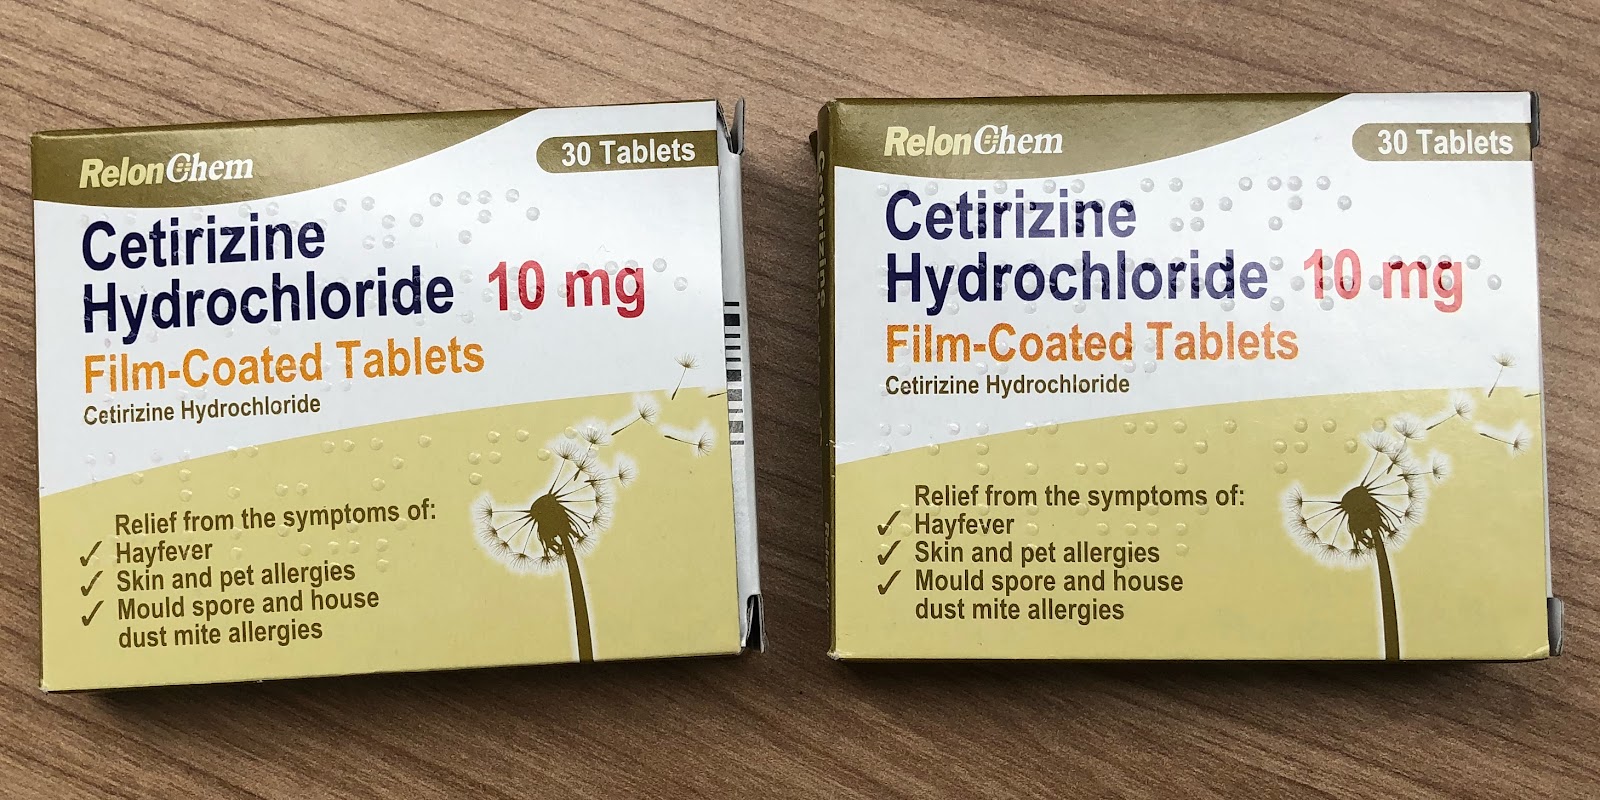 RelonChem
30 Tablets
Cetirizine
Hydrochloride 10 mg
Film-Coated Tablets
Cetirizine Hydrochloride
Relief from the symptoms of:
✓ Hayfever
✓ Skin and pet allergies
✓ Mould spore and house
dust mite allergies
RelonChem
30 Tablets
Cetirizine
Hydrochloride 10 mg
Film-Coated Tablets
Cetirizine Hydrochloride
Relief from the symptoms of:
✓ Hayfever
✓ Skin and pet allergies
✓ Mould spore and house
dust mite allergies
Cetirizine